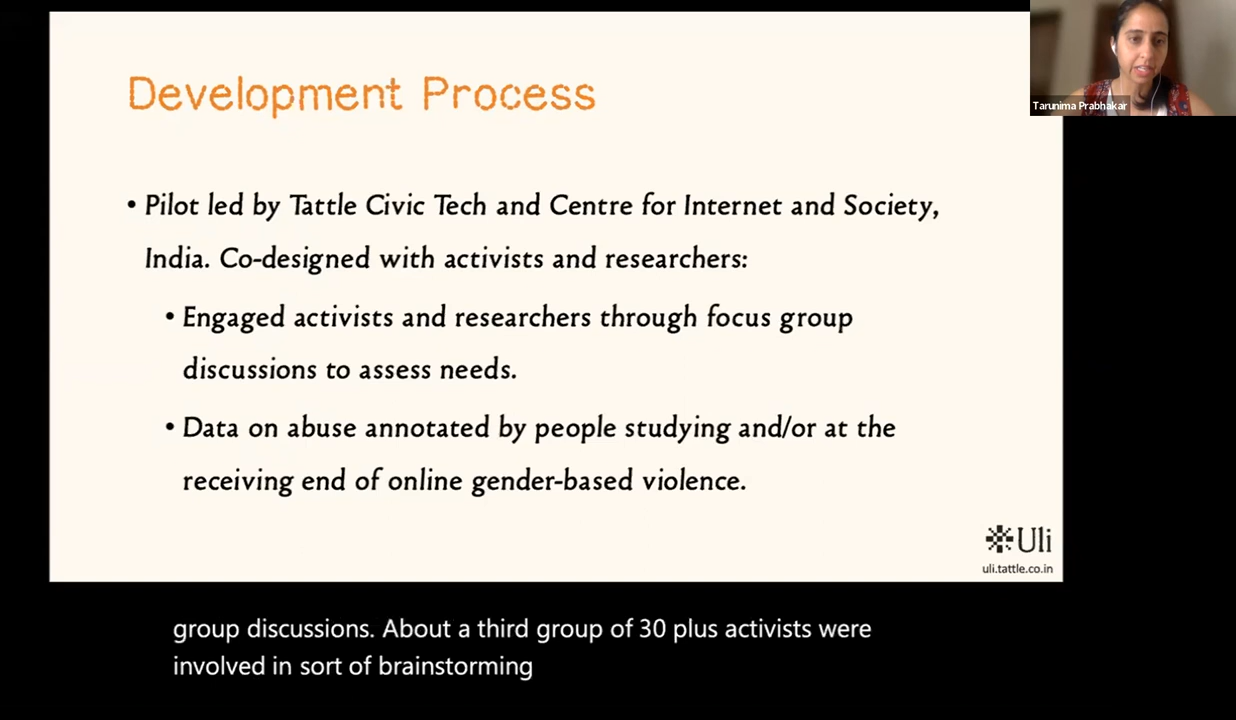 Development Process
Tarunima Prabhakar
• Pilot led by Tattle Civic Tech and Centre for Internet and Society,
India. Co-designed with activists and researchers:
• Engaged activists and researchers through focus group
discussions to assess needs.
• Data on abuse annotated by people studying and/or at the
receiving end of online gender-based violence.
Uli
uli.tattle.co.in
group discussions. About a third group of 30 plus activists were
involved in sort of brainstorming